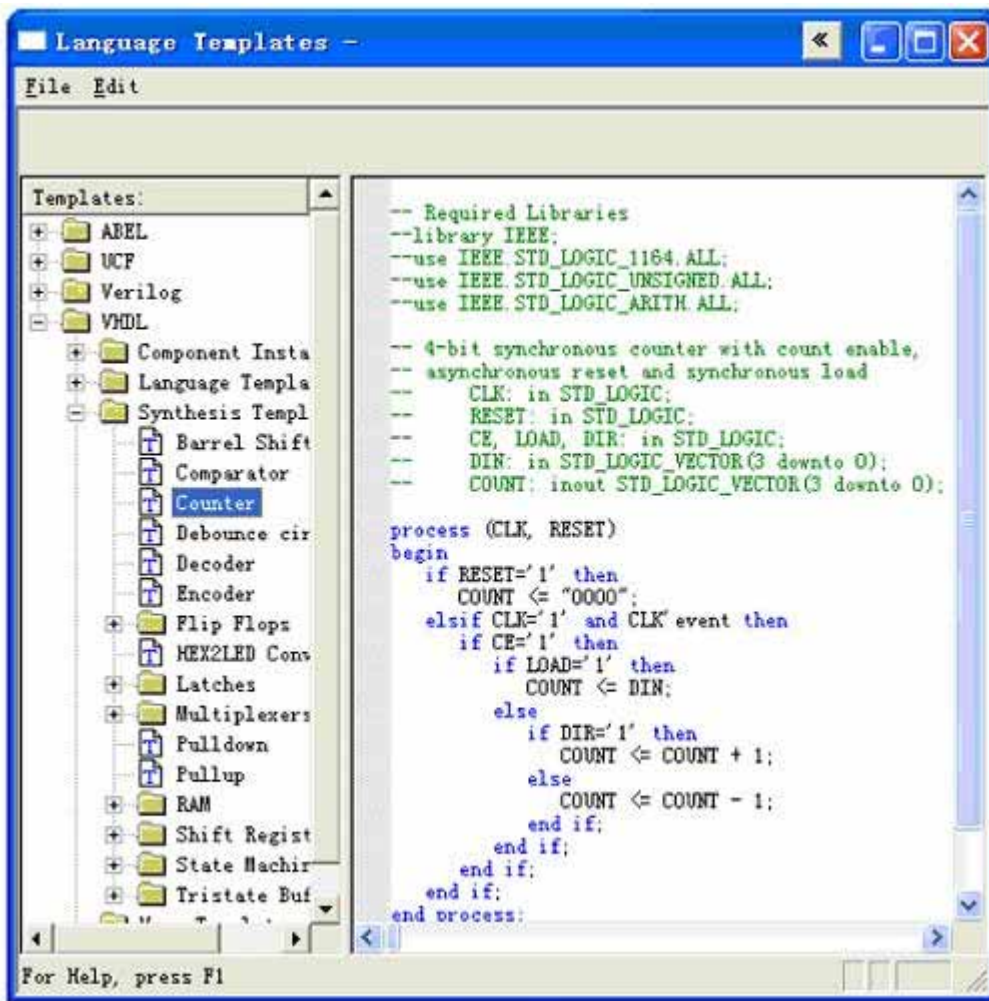 Language Templates -
File Edit
Templates:
ABEL
UCF
Verilog
VHDL
Component Insta
Language Templa
Synthesis Templ
Barrel Shift
Comparator
Counter
Debounce cir
Decoder
Encoder
Flip Flops
HEX2LED Conv
Latches
Multiplexers
Pulldown
Pullup
RAM
Shift Regist
State Machin
Tristate Buf
-- Required Libraries
--library IEEE;
--use IEEE.STD_LOGIC_1164.ALL;
--use IEEE.STD_LOGIC_UNSIGNED.ALL;
--use IEEE.STD_LOGIC_ARITH.ALL;
-- 4-bit synchronous counter with count enable,
-- asynchronous reset and synchronous load
-- CLK: in STD_LOGIC;
-- RESET: in STD_LOGIC;
-- CE, LOAD, DIR: in STD_LOGIC;
-- DIN: in STD_LOGIC_VECTOR(3 downto 0);
-- COUNT: inout STD_LOGIC_VECTOR(3 downto 0);
process (CLK, RESET)
begin
if RESET='1' then
COUNT <= "0000";
elsif CLK='1' and CLK'event then
if CE='1' then
if LOAD='1' then
COUNT <= DIN;
else
if DIR='1' then
COUNT <= COUNT + 1;
else
COUNT <= COUNT - 1;
end if;
end if;
end if;
end if;
end process;
For Help, press F1